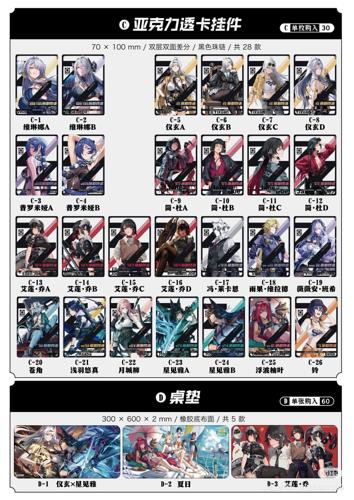 C 亚克力透卡挂件
C 单枚购入 30
70 × 100 mm / 双层双面差分 / 黑色珠链 / 共 28 款
C-1 C-2 C-5 C-6 C-7 C-8
维琳娜A 维琳娜B 仪玄A 仪玄B 仪玄C 仪玄D
C-3 C-4 C-9 C-10 C-11 C-12
普罗米娅A 普罗米娅B 简·杜A 简·杜B 简·杜C 简·杜D
C-13 C-14 C-15 C-16 C-17 C-18 C-19
艾莲·乔A 艾莲·乔B 艾莲·乔C 艾莲·乔D 冯·莱卡恩 雨果·维拉德 薇薇安·班希
C-20 C-21 C-22 C-23 C-24 C-25 C-26
苍角 浅羽悠真 月城柳 星见雅A 星见雅B 浮波柚叶 铃
D 桌垫
D 单张购入 60
300 × 600 × 2 mm / 橡胶底布面 / 共 5 款
D-1 仪玄×星见雅 D-2 夏日 D-3 艾莲·乔